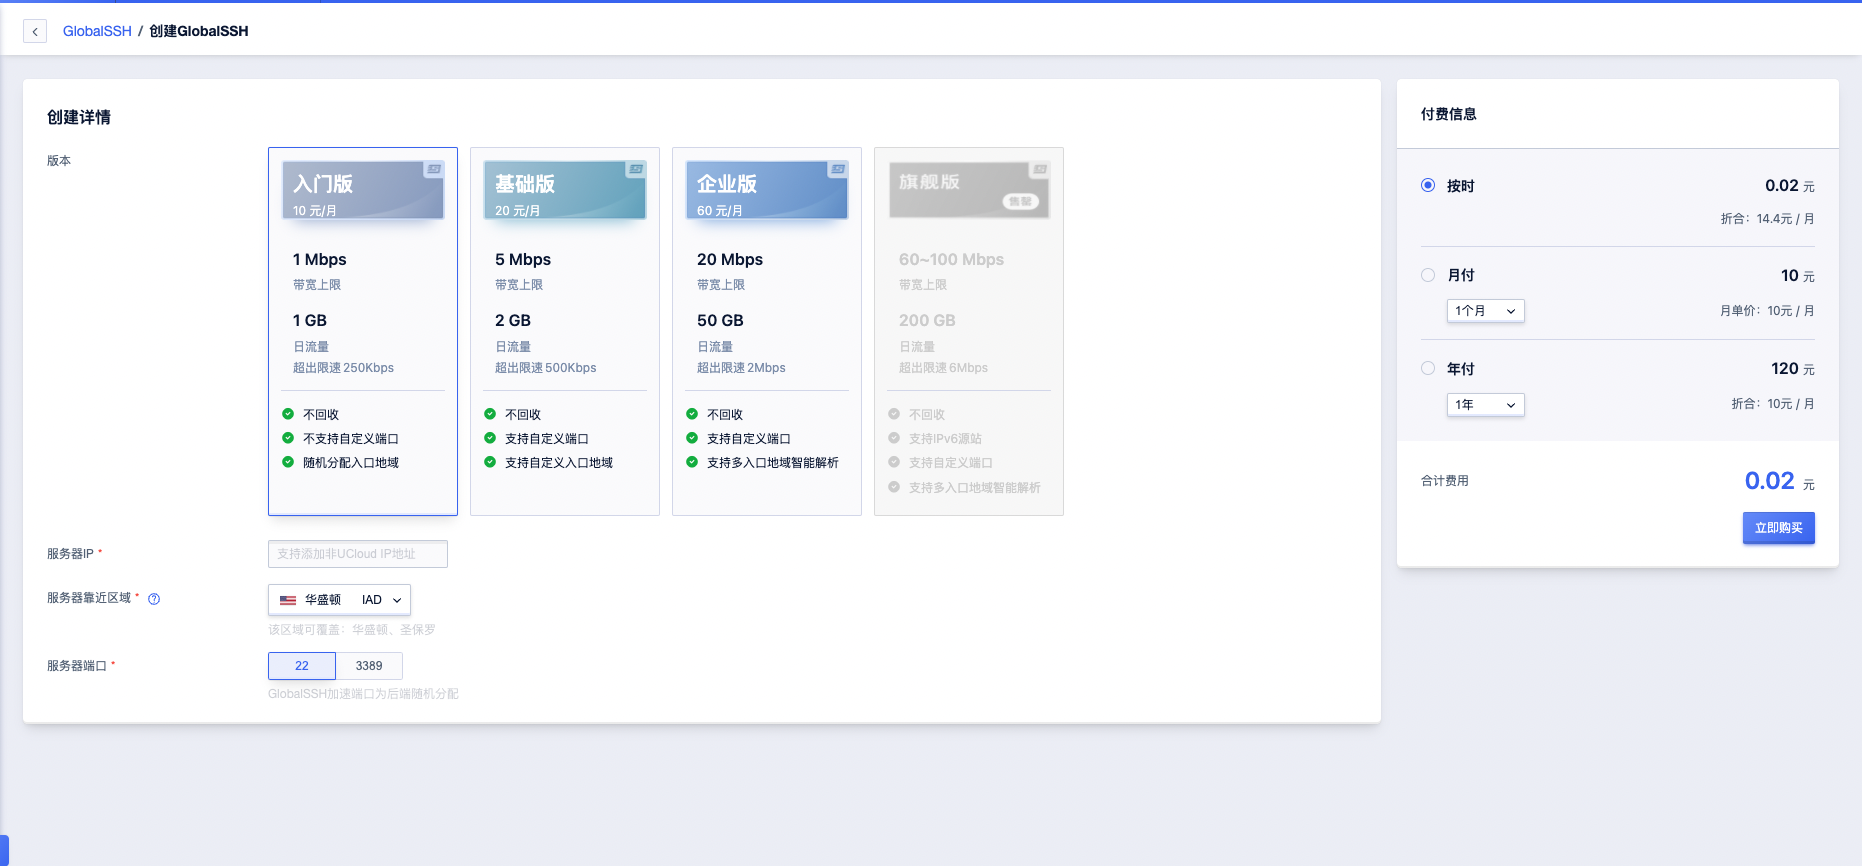 GlobalSSH / 创建GlobalSSH
创建详情
版本
入门版
10 元/月
1 Mbps
带宽上限
1 GB
日流量
超出限速 250Kbps
不回收
不支持自定义端口
随机分配入口地域
基础版
20 元/月
5 Mbps
带宽上限
2 GB
日流量
超出限速 500Kbps
不回收
支持自定义端口
支持自定义入口地域
企业版
60 元/月
20 Mbps
带宽上限
50 GB
日流量
超出限速 2Mbps
不回收
支持自定义端口
支持多入口地域智能解析
旗舰版
售罄
60~100 Mbps
带宽上限
200 GB
日流量
超出限速 6Mbps
不回收
支持IPv6源站
支持自定义端口
支持多入口地域智能解析
服务器IP *
支持添加非UCloud IP地址
服务器靠近区域 *
华盛顿 IAD
该区域可覆盖：华盛顿、圣保罗
服务器端口 *
22 3389
GlobalSSH加速端口为后端随机分配
付费信息
按时 0.02 元
折合：14.4元 / 月
月付 10 元
1个月 月单价：10元 / 月
年付 120 元
1年 折合：10元 / 月
合计费用 0.02 元
立即购买